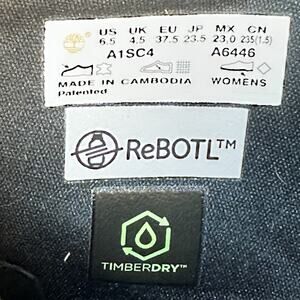 US UK EU JP MX CN
6.5 4.5 37.5 23.5 23.0 235(1.5)
A1SC4 A6446
MADE IN CAMBODIA WOMENS
Patented
ReBOTL™
TIMBERDRY™